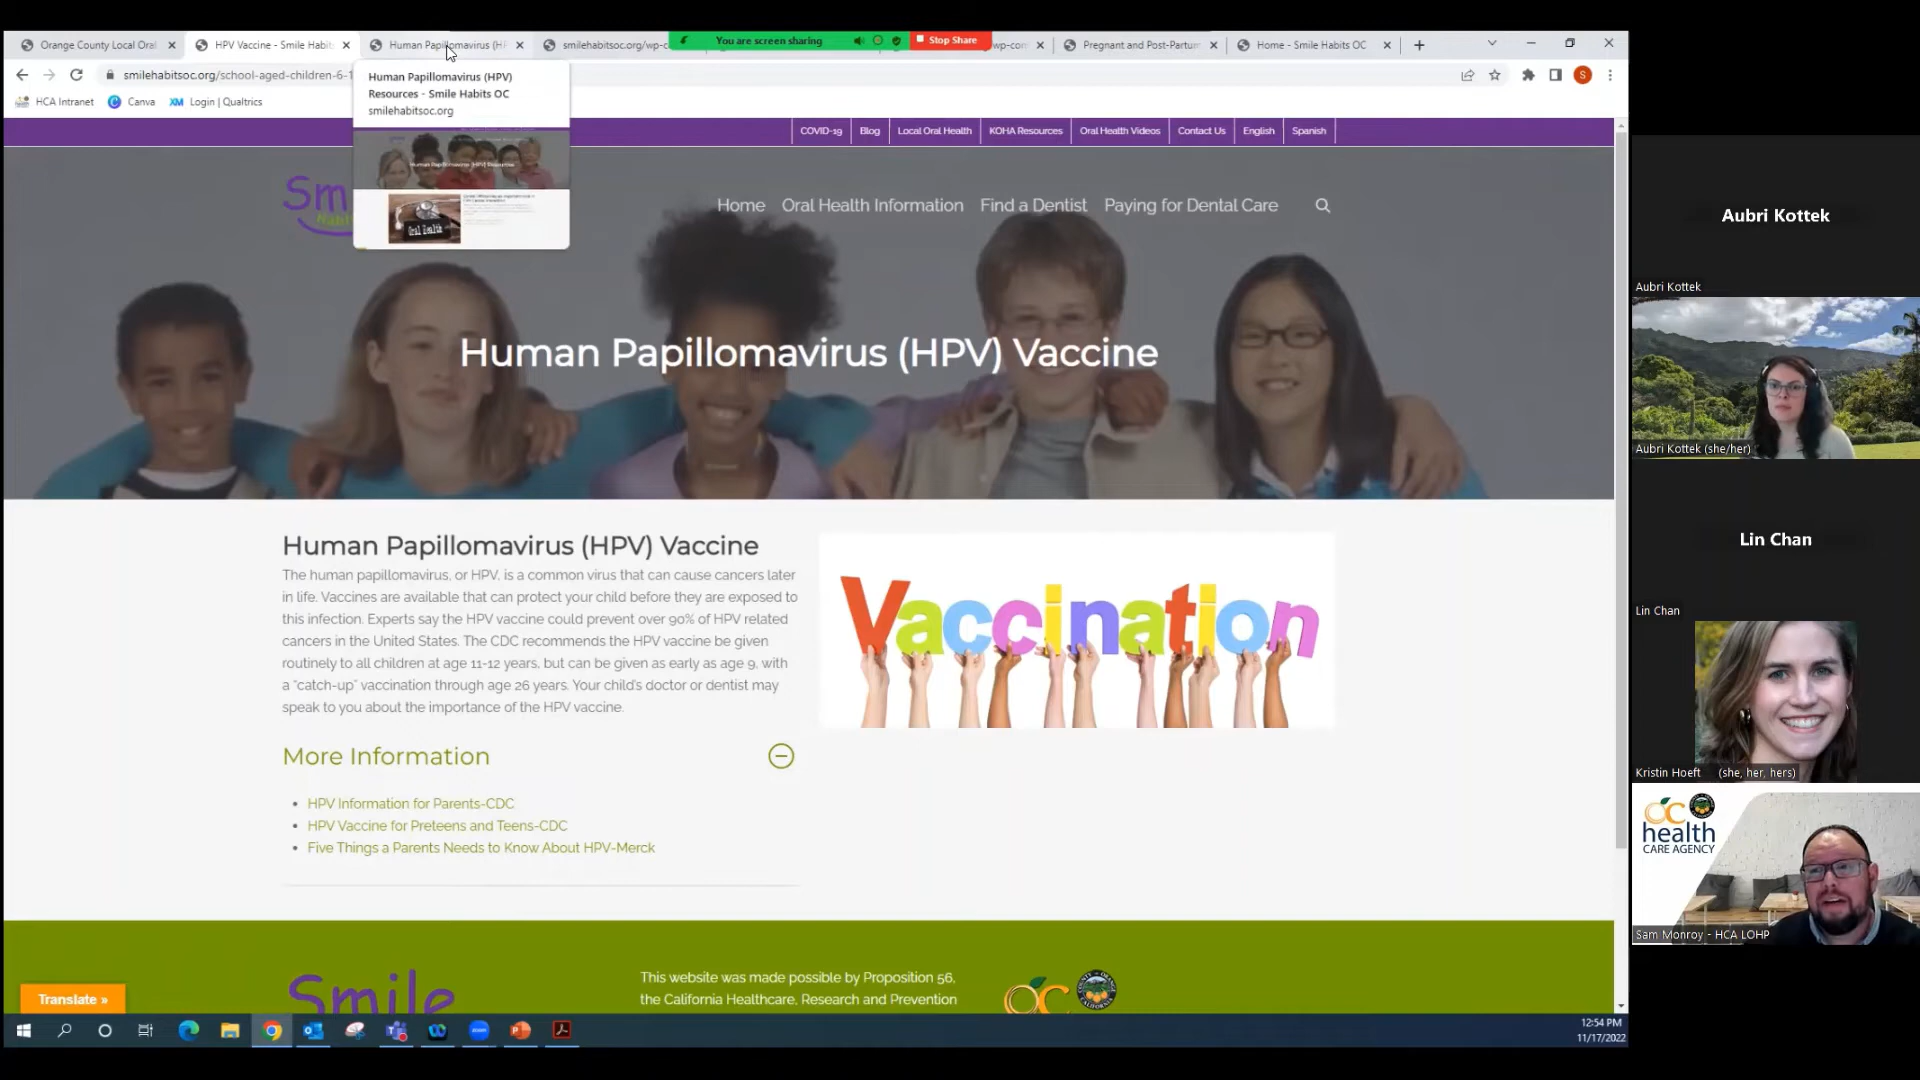 Orange County Local Oral
HPV Vaccine - Smile Habits
Human Papillomavirus (HP
smilehabitsoc.org/wp-c
You are screen sharing
Stop Share
wp-con
Pregnant and Post-Partum
Home - Smile Habits OC
smilehabitsoc.org/school-aged-children-6-1
S
HCA Intranet
Canva
XM Login | Qualtrics
Human Papillomavirus (HPV)
Resources - Smile Habits OC
smilehabitsoc.org
Human Papillomavirus (HPV) Resources
Oral Health
COVID-19
Blog
Local Oral Health
KOHA Resources
Oral Health Videos
Contact Us
English
Spanish
Sm
Home
Oral Health Information
Find a Dentist
Paying for Dental Care
Human Papillomavirus (HPV) Vaccine
Human Papillomavirus (HPV) Vaccine
The human papillomavirus, or HPV, is a common virus that can cause cancers later
in life. Vaccines are available that can protect your child before they are exposed to
this infection. Experts say the HPV vaccine could prevent over 90% of HPV related
cancers in the United States. The CDC recommends the HPV vaccine be given
routinely to all children at age 11-12 years, but can be given as early as age 9, with
a "catch-up" vaccination through age 26 years. Your child's doctor or dentist may
speak to you about the importance of the HPV vaccine.
Vaccination
More Information
HPV Information for Parents-CDC
HPV Vaccine for Preteens and Teens-CDC
Five Things a Parents Needs to Know About HPV-Merck
Smile
This website was made possible by Proposition 56,
the California Healthcare, Research and Prevention
OC
Translate »
12:54 PM
11/17/2022
Aubri Kottek
Aubri Kottek
Aubri Kottek (she/her)
Lin Chan
Lin Chan
Kristin Hoeft (she, her, hers)
OC
health
CARE AGENCY
Sam Monroy - HCA LOHP